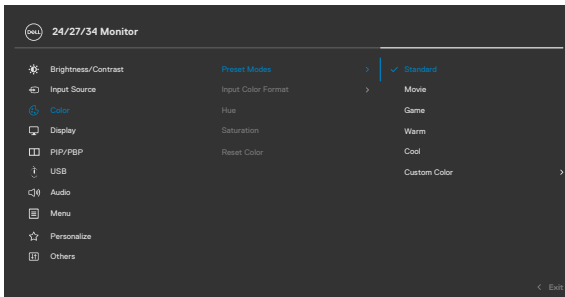 DELL 24/27/34 Monitor
Brightness/Contrast
Input Source
Color
Display
PIP/PBP
USB
Audio
Menu
Personalize
Others
Preset Modes
Input Color Format
Hue
Saturation
Reset Color
Standard
Movie
Game
Warm
Cool
Custom Color
Exit